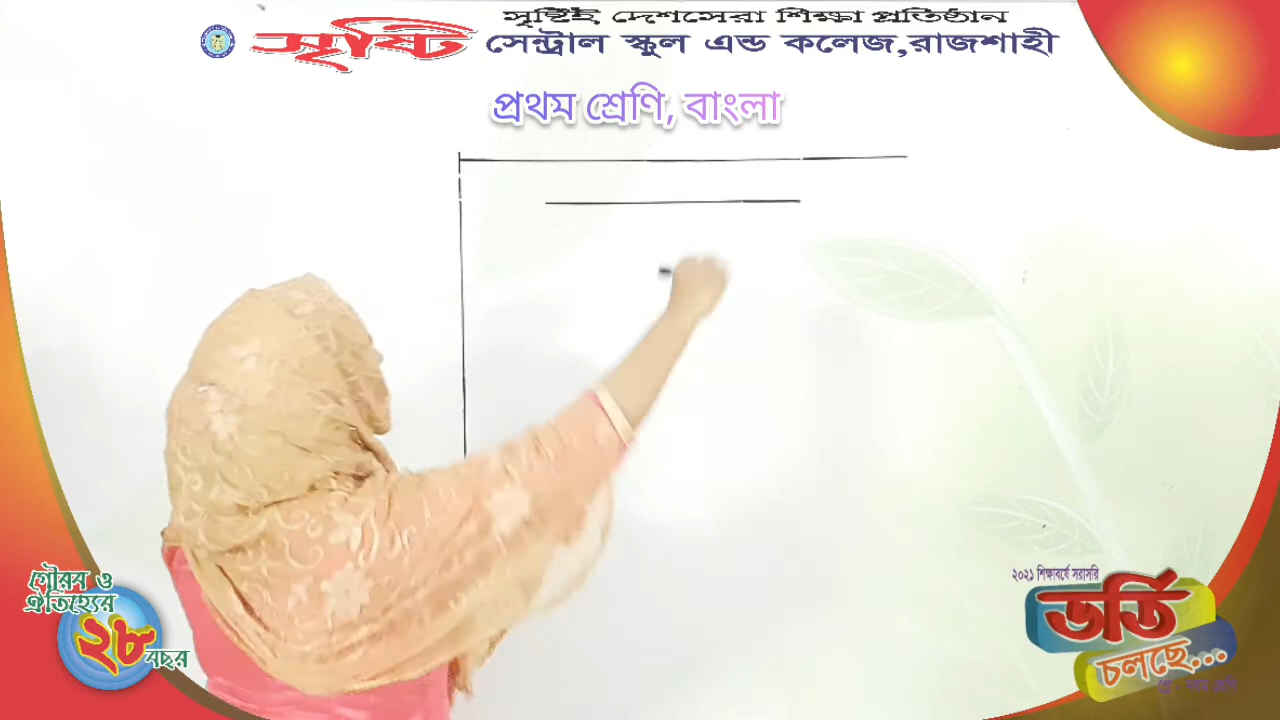 সৃষ্টিই দেশসেরা শিক্ষা প্রতিষ্ঠান
সৃষ্টি সেন্ট্রাল স্কুল এন্ড কলেজ,রাজশাহী
প্রথম শ্রেণি, বাংলা
গৌরব ও
ঐতিহ্যের
২৮ বছর
২০২১ শিক্ষাবর্ষে সরাসরি
ভর্তি
চলছে...